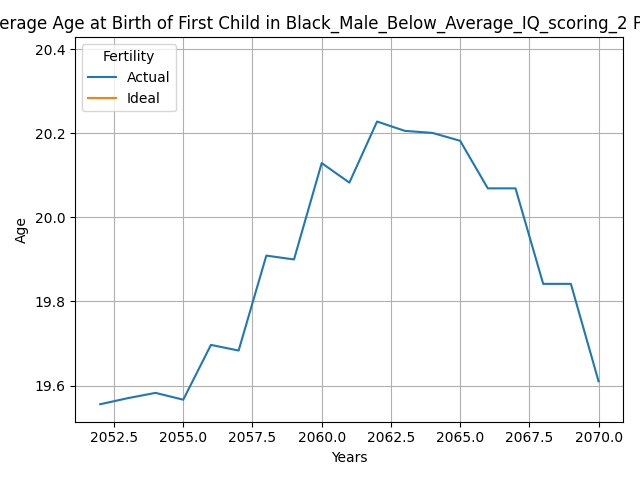 erage Age at Birth of First Child in Black_Male_Below_Average_IQ_scoring_2 P
Fertility
Actual
Ideal
20.4
20.2
20.0
19.8
19.6
Age
2052.5 2055.0 2057.5 2060.0 2062.5 2065.0 2067.5 2070.0
Years